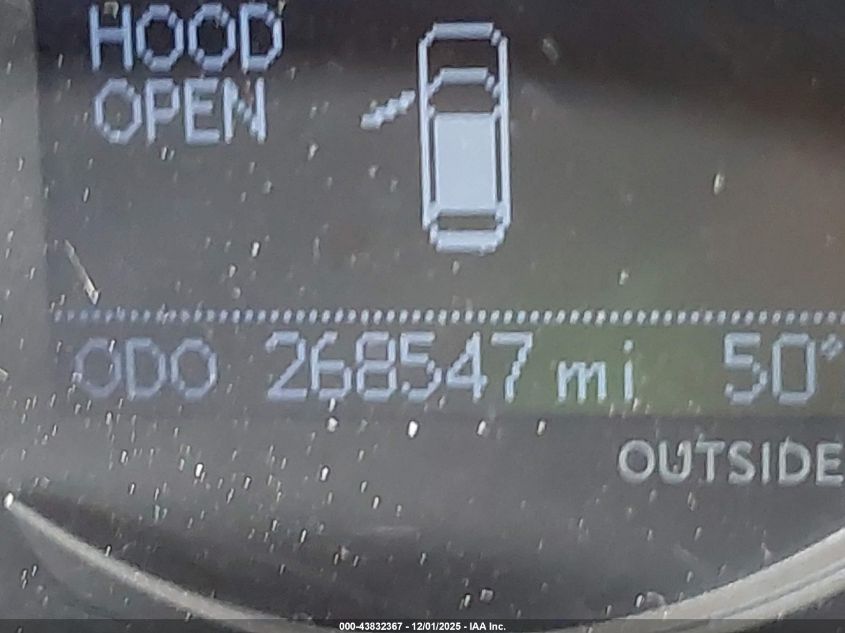 HOOD
OPEN
ODO 268547 mi 50°
OUTSIDE
000-43832367 - 12/01/2025 - IAA Inc.